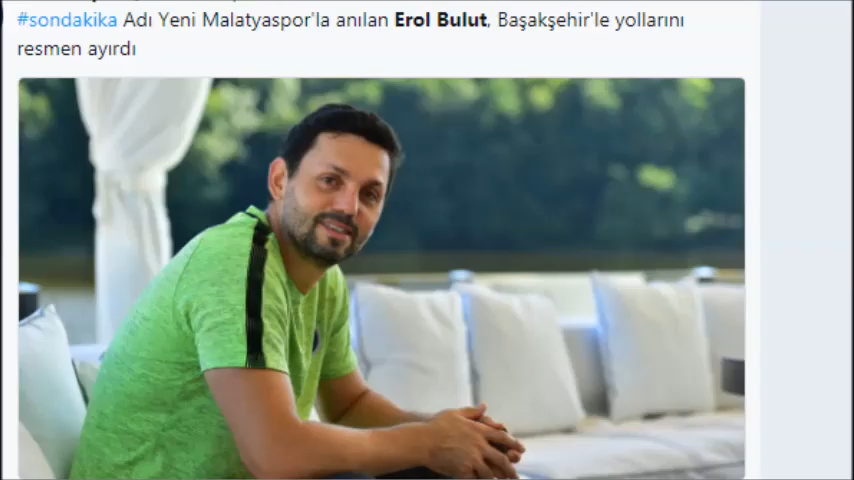 #sondakika Adı Yeni Malatyaspor'la anılan Erol Bulut, Başakşehir'le yollarını
resmen ayırdı